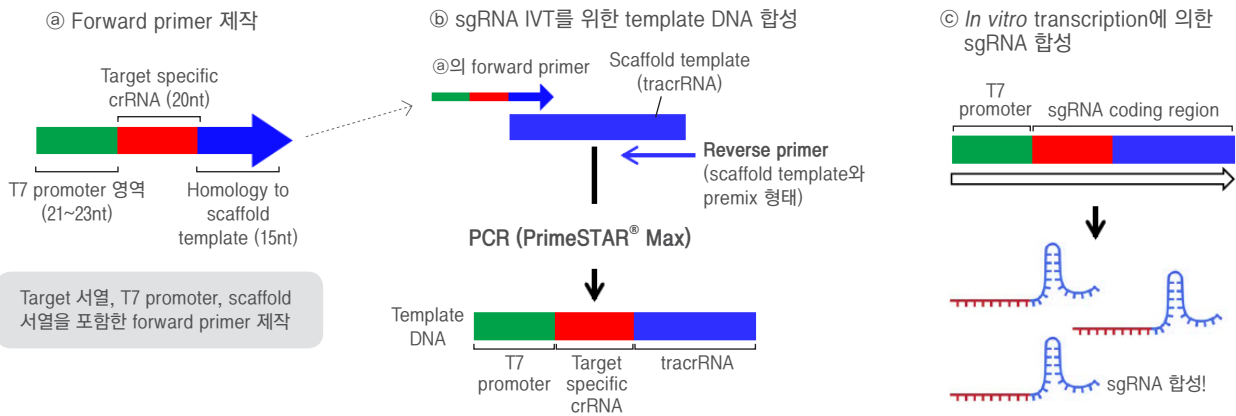 ⓐ Forward primer 제작
Target specific
crRNA (20nt)
T7 promoter 영역
(21~23nt)
Homology to
scaffold
template (15nt)
Target 서열, T7 promoter, scaffold
서열을 포함한 forward primer 제작
ⓑ sgRNA IVT를 위한 template DNA 합성
ⓐ의 forward primer
Scaffold template
(tracrRNA)
Reverse primer
(scaffold template와
premix 형태)
PCR (PrimeSTAR® Max)
Template
DNA
T7
promoter
Target
specific
crRNA
tracrRNA
ⓒ In vitro transcription에 의한
sgRNA 합성
T7
promoter
sgRNA coding region
sgRNA 합성!